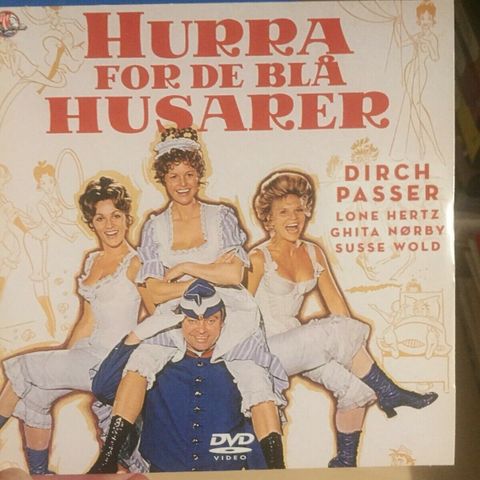 HURRA
FOR DE BLÅ
HUSARER
DIRCH
PASSER
LONE HERTZ
GHITA NØRBY
SUSSE WOLD
DVD
VIDEO